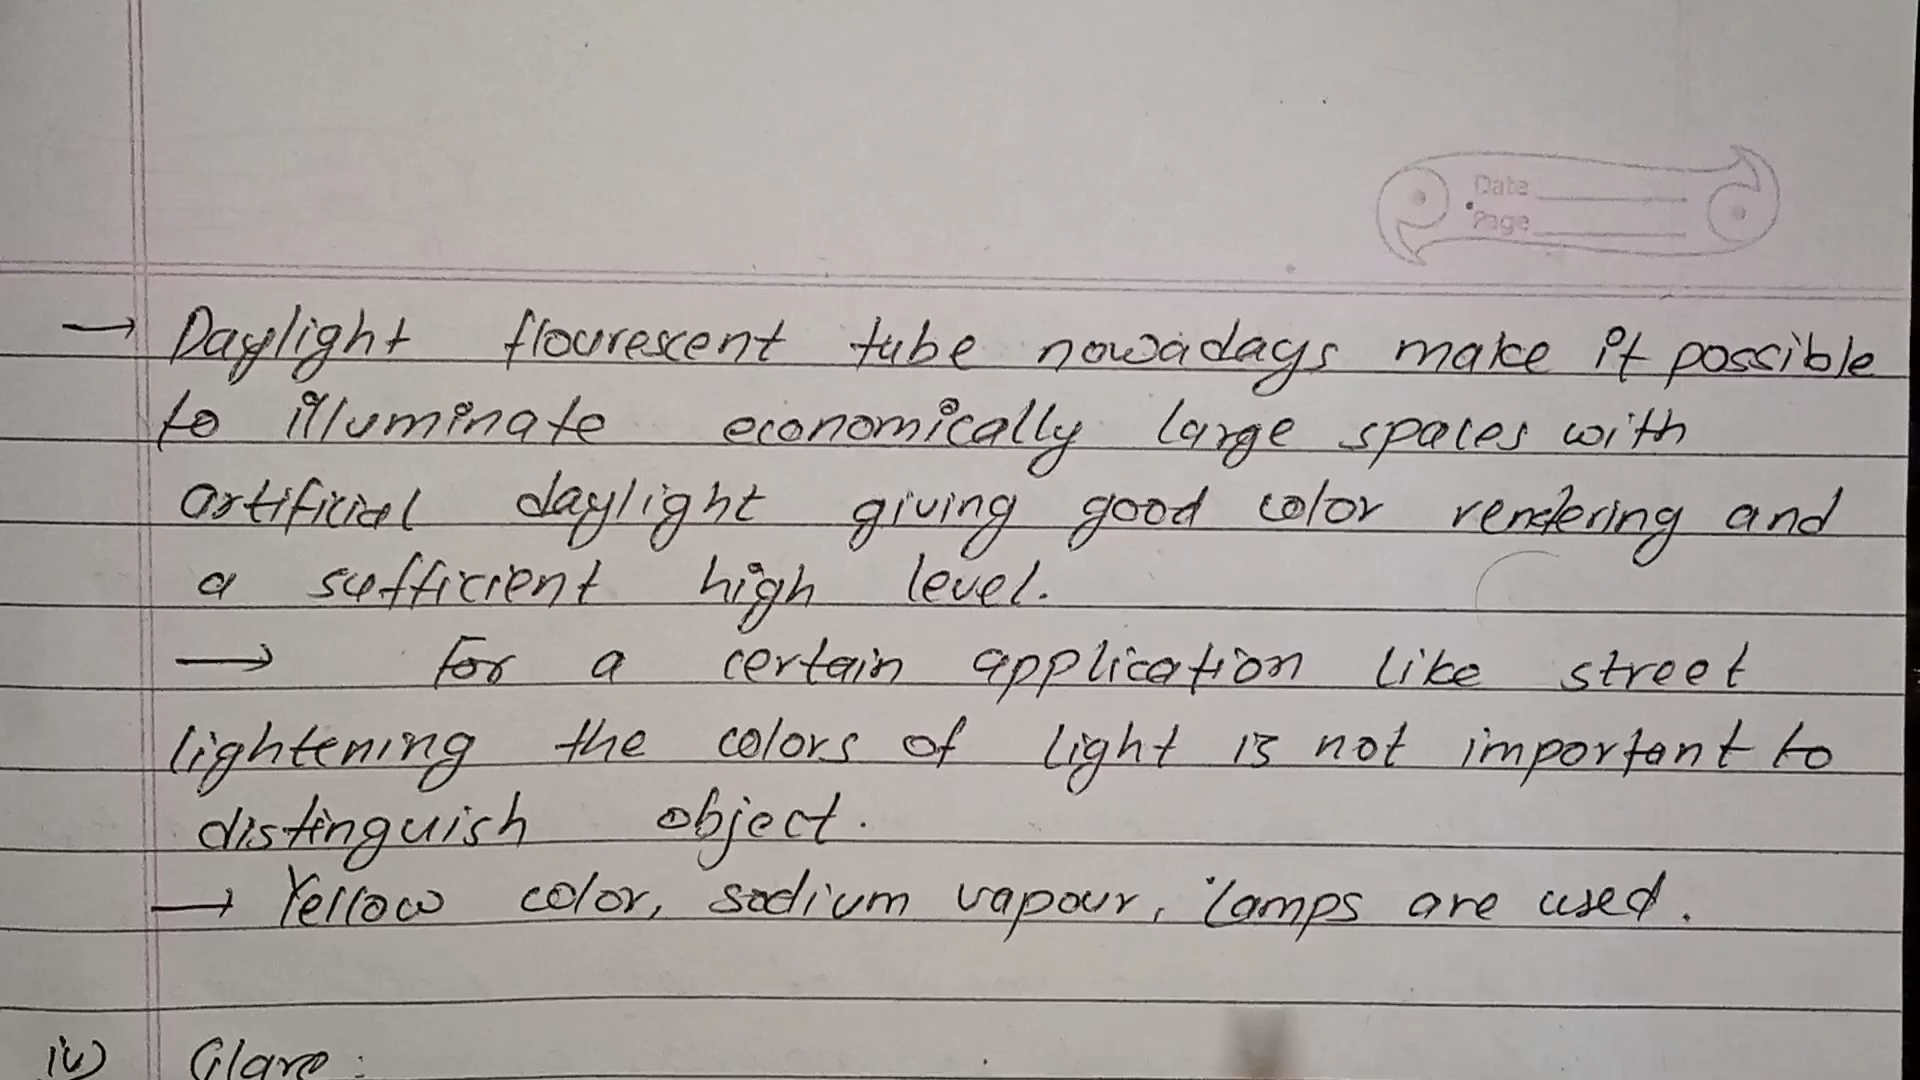 Date
Page
→ Daylight flourescent tube nowadays make it possible
to illuminate economically large spaces with
artificial daylight giving good color rendering and
a sufficient high level.
→ For a certain application like street
lightening the colors of light is not important to
distinguish object.
→ Yellow color, sodium vapour, lamps are used.
iv) Glare: